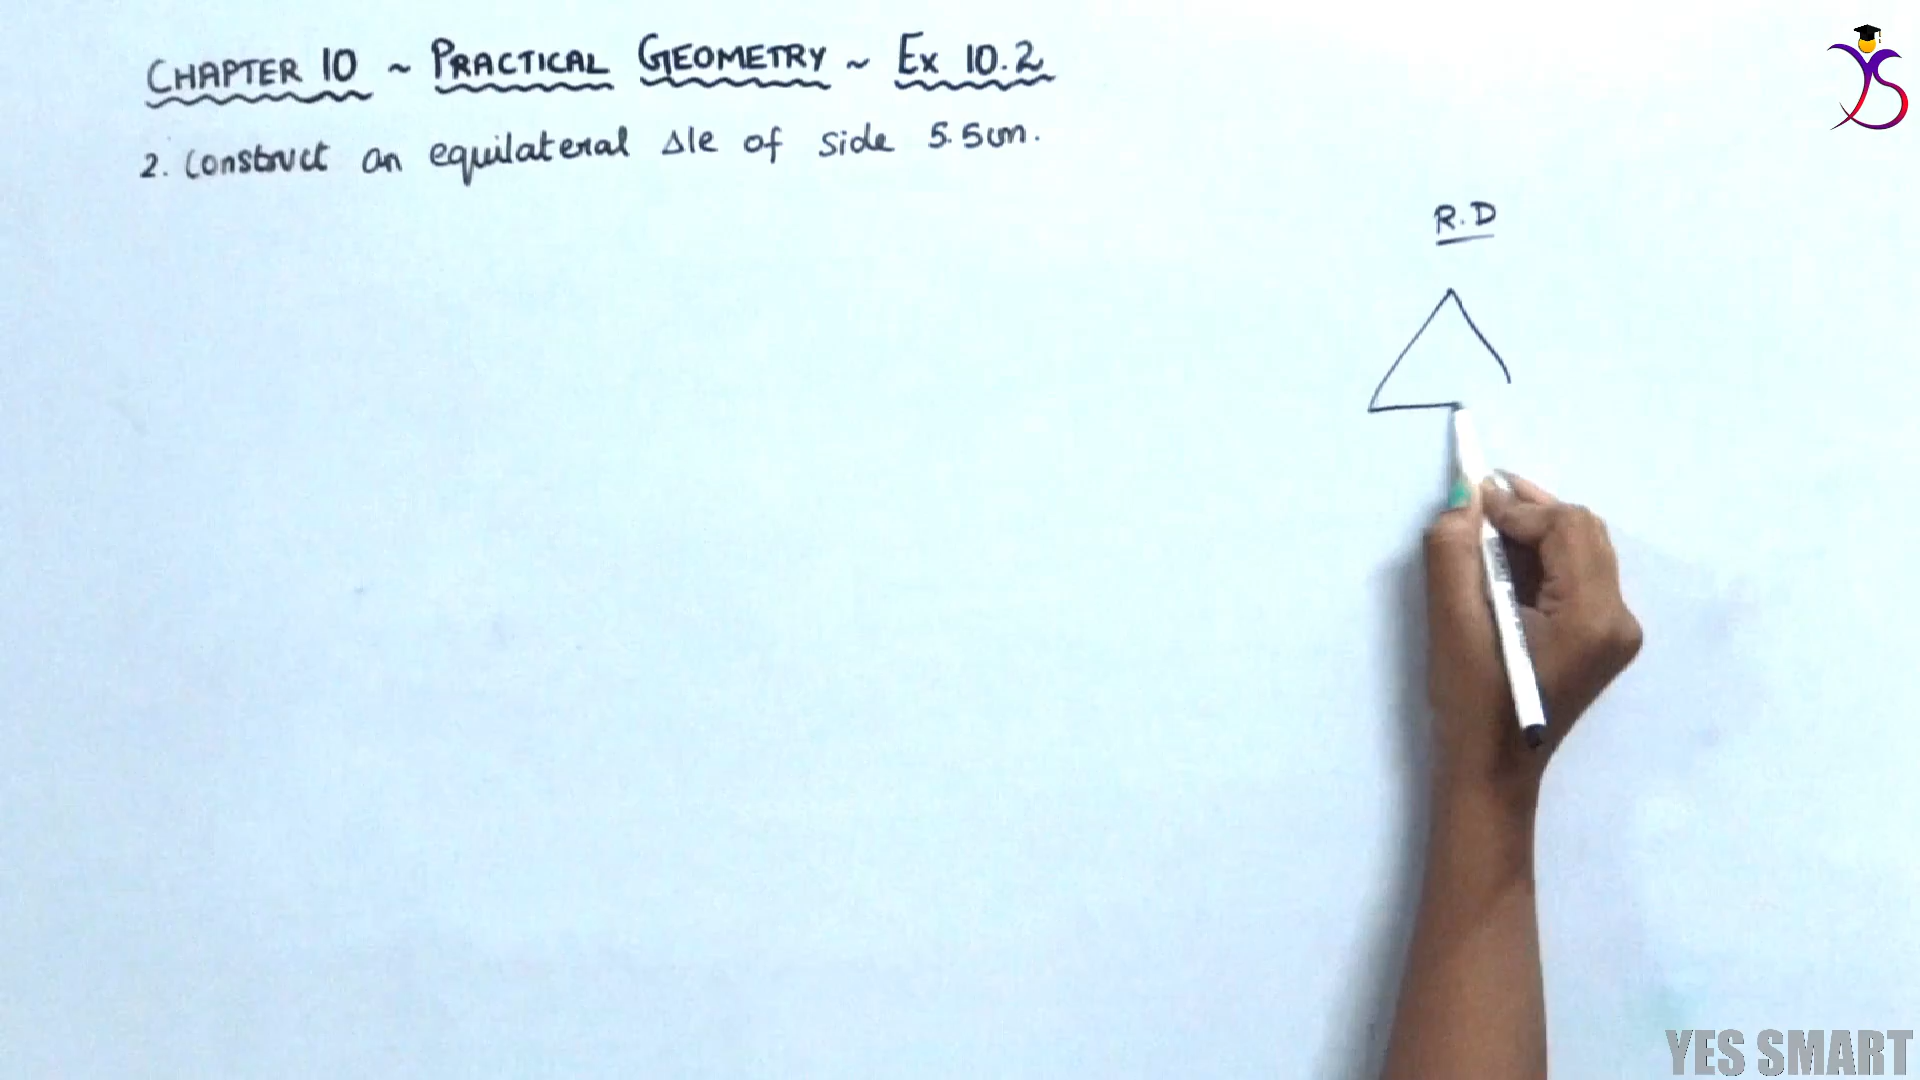 CHAPTER 10 ~ PRACTICAL GEOMETRY ~ Ex 10.2
2. Construct an equilateral Δle of side 5.5cm.
R.D
YES SMART